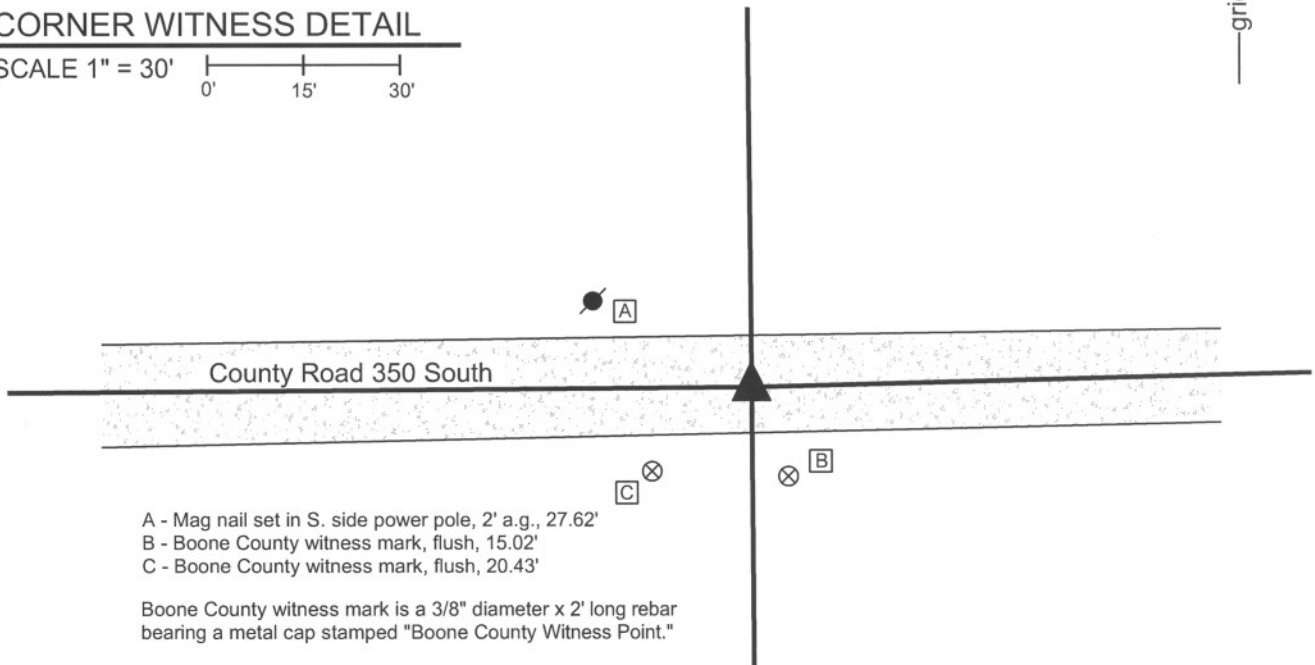 CORNER WITNESS DETAIL
SCALE 1" = 30'
0' 15' 30'
A
County Road 350 South
B
C
A - Mag nail set in S. side power pole, 2' a.g., 27.62'
B - Boone County witness mark, flush, 15.02'
C - Boone County witness mark, flush, 20.43'
Boone County witness mark is a 3/8" diameter x 2' long rebar
bearing a metal cap stamped "Boone County Witness Point."